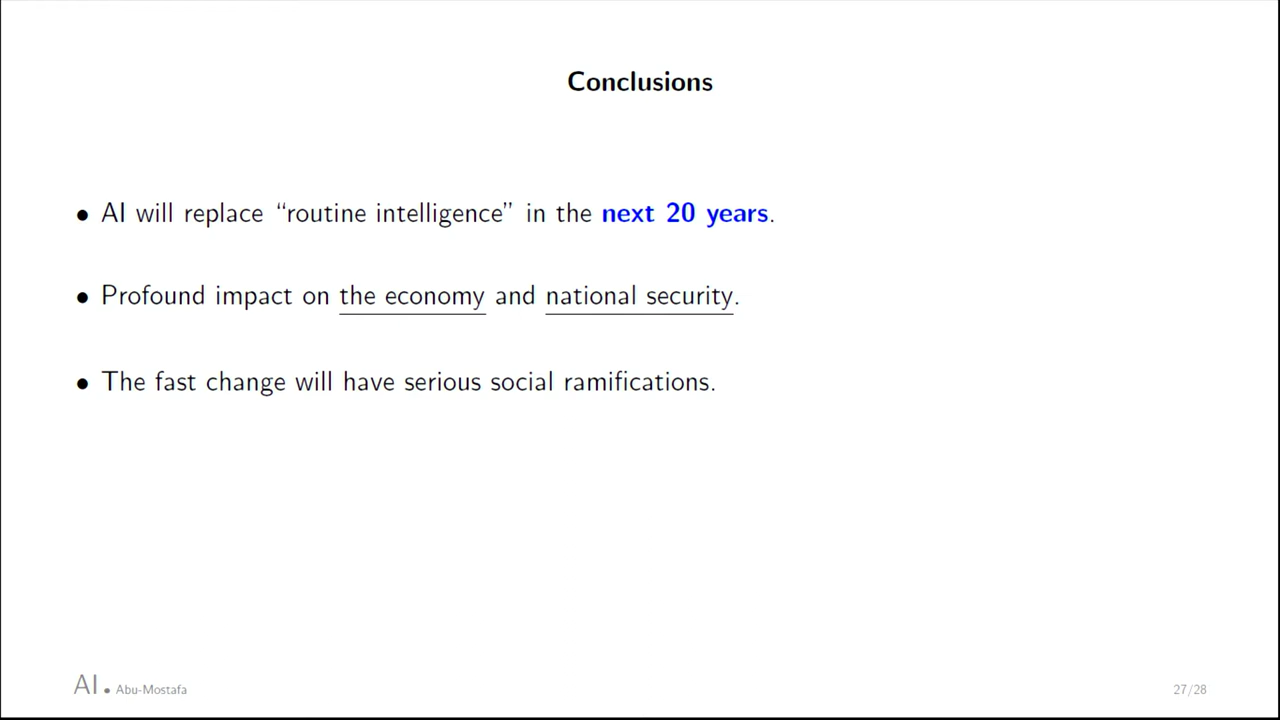 Conclusions
• AI will replace “routine intelligence” in the next 20 years.
• Profound impact on the economy and national security.
• The fast change will have serious social ramifications.
AI • Abu-Mostafa
27/28